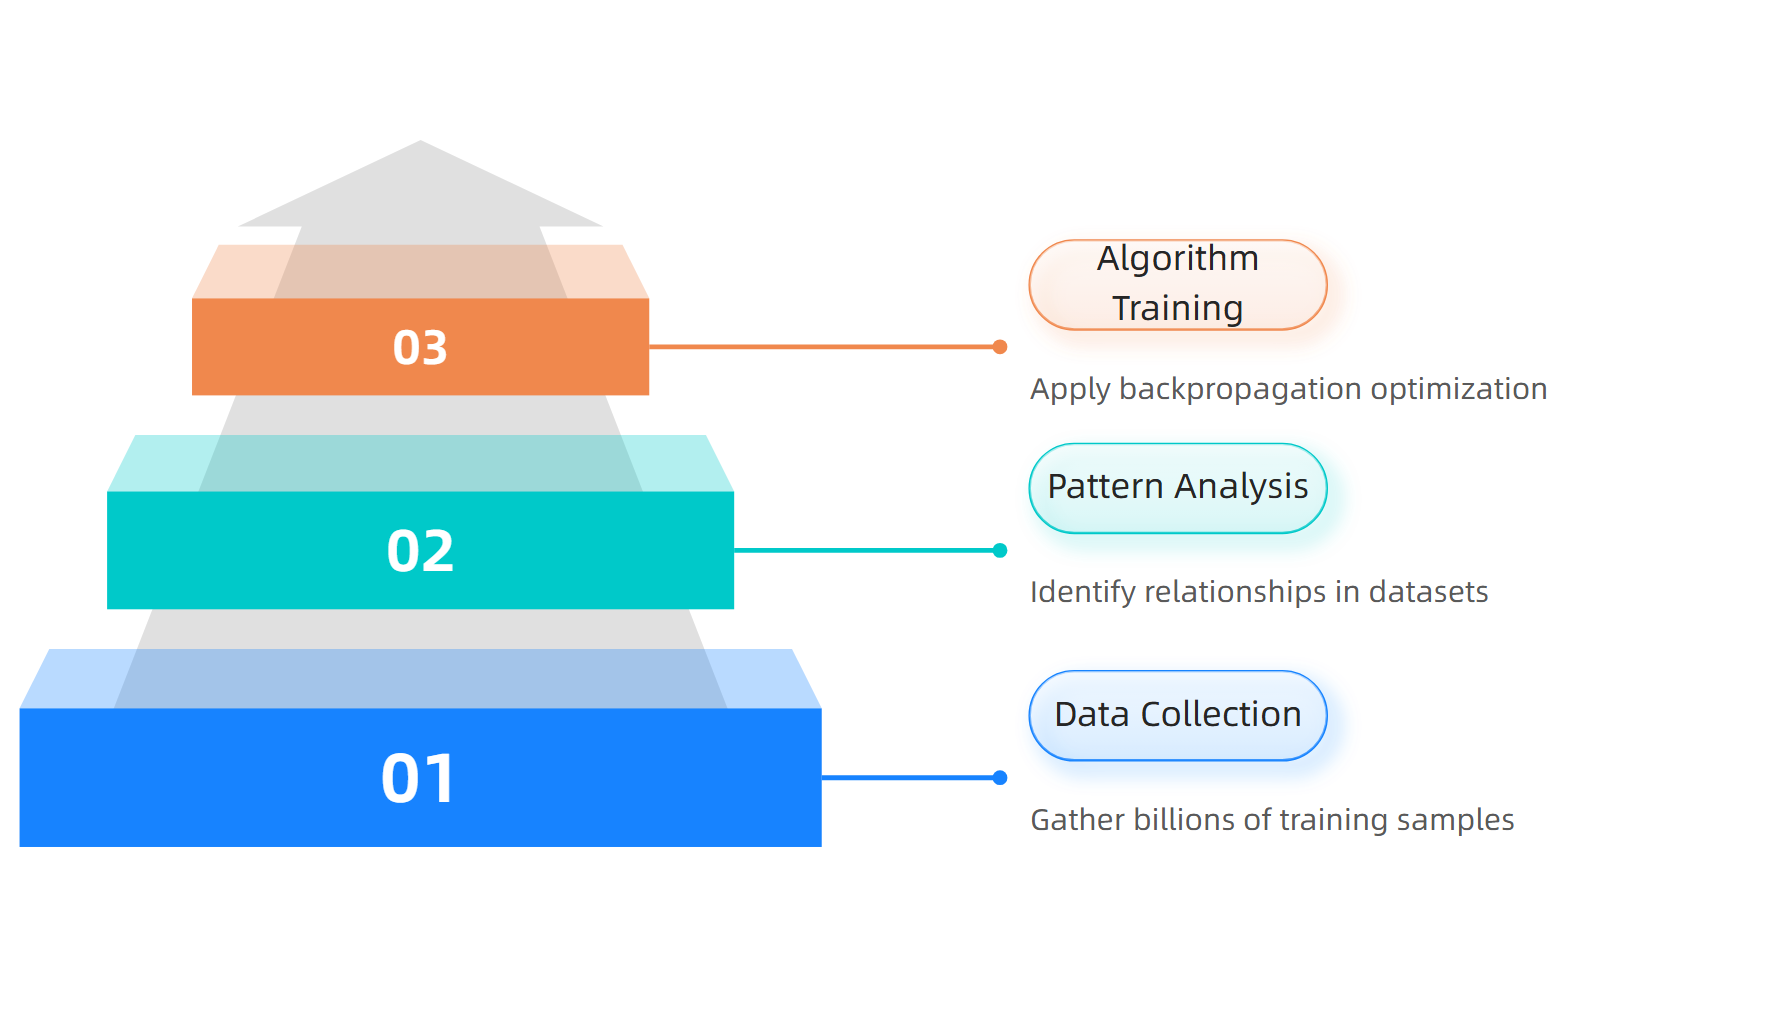 03
Algorithm
Training
Apply backpropagation optimization
02
Pattern Analysis
Identify relationships in datasets
01
Data Collection
Gather billions of training samples